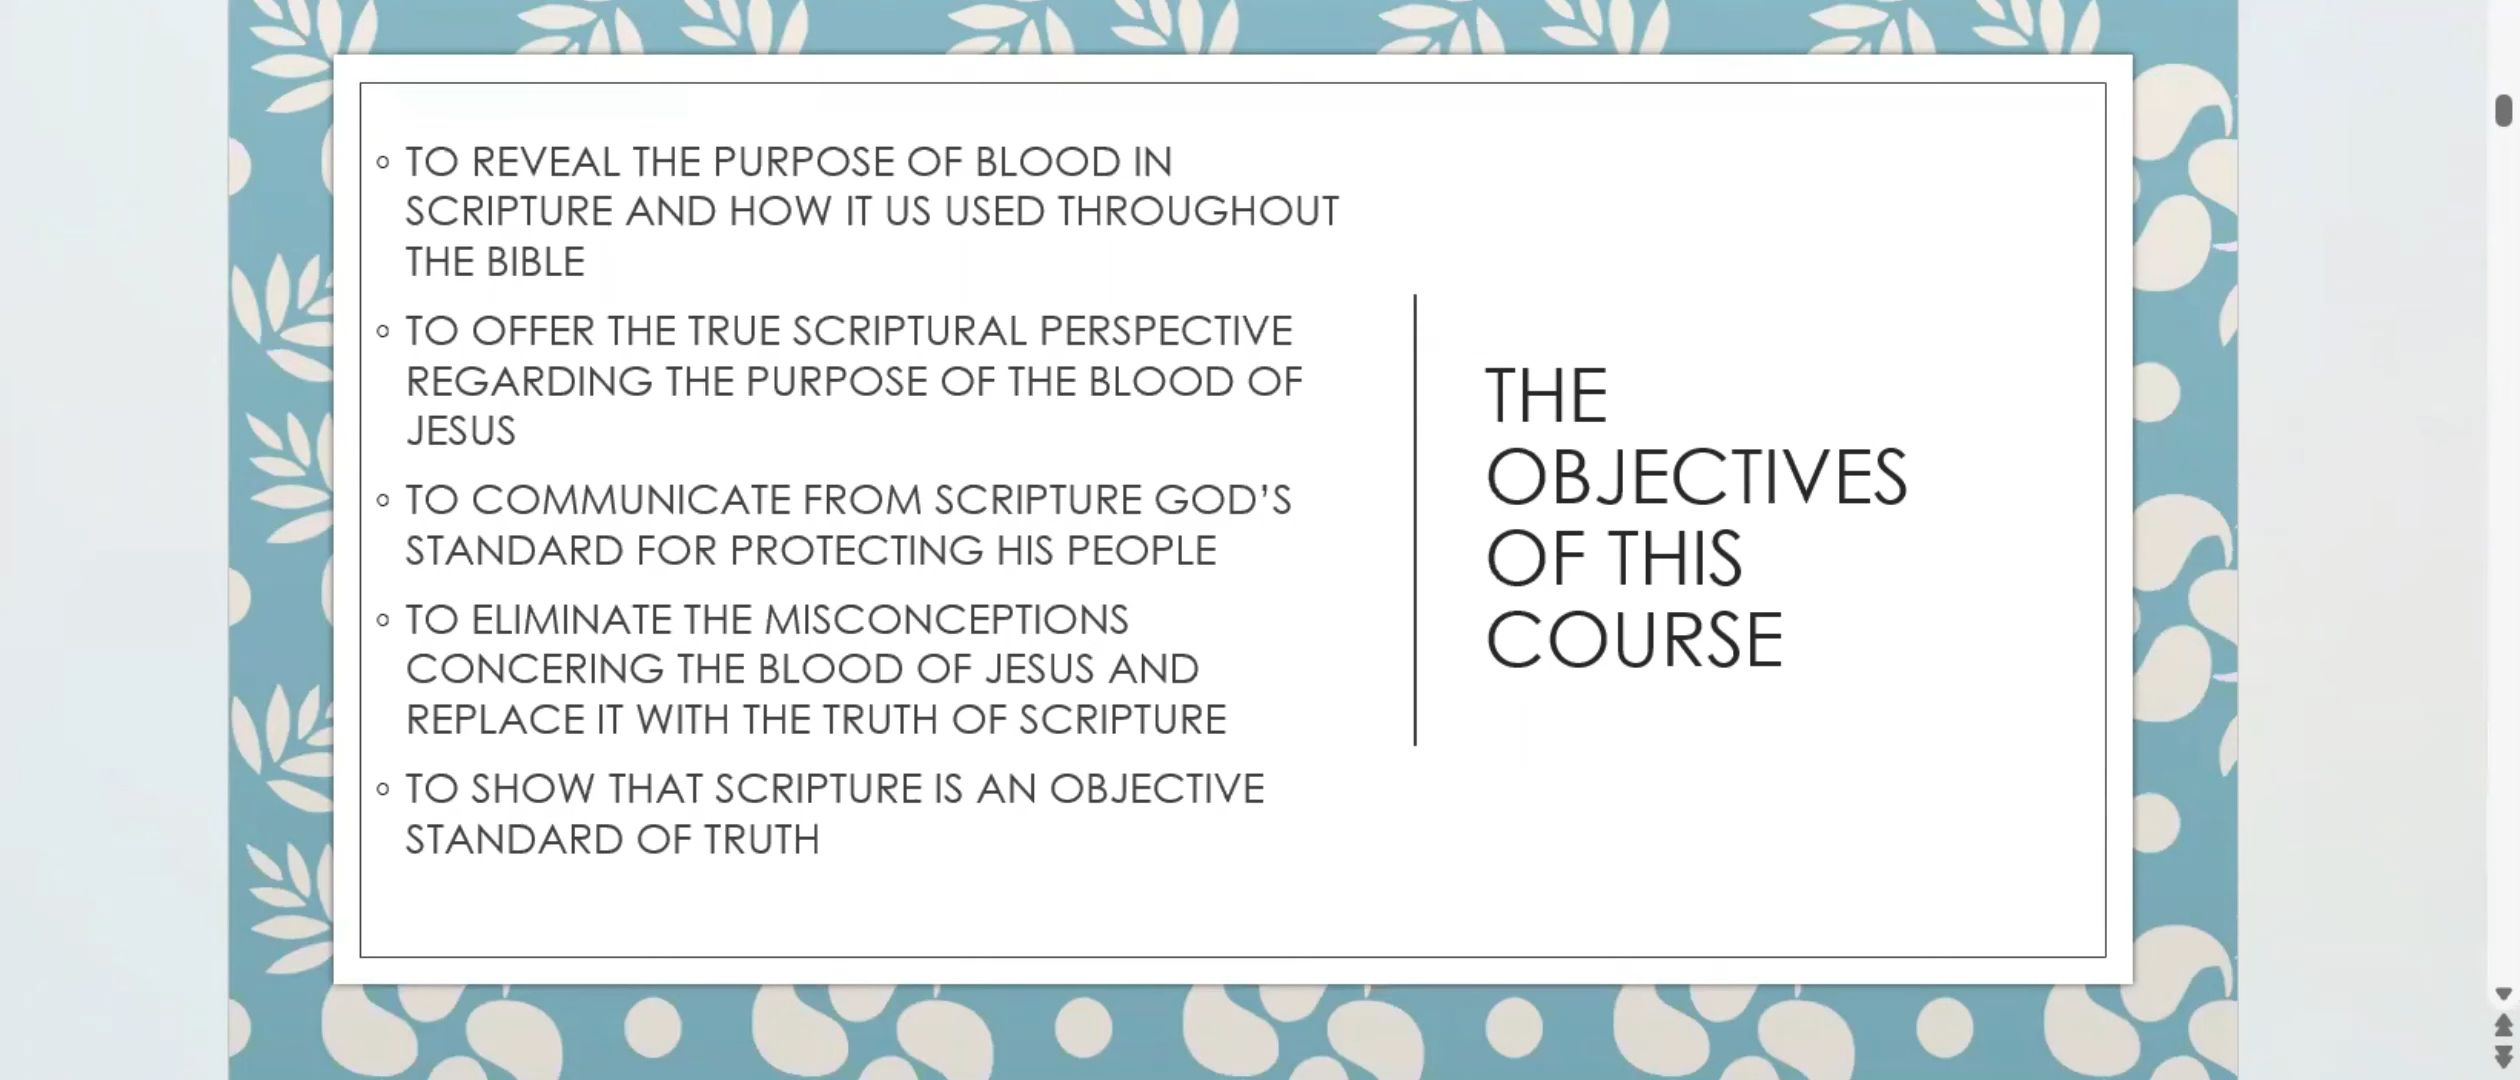 ◦ TO REVEAL THE PURPOSE OF BLOOD IN
SCRIPTURE AND HOW IT US USED THROUGHOUT
THE BIBLE
◦ TO OFFER THE TRUE SCRIPTURAL PERSPECTIVE
REGARDING THE PURPOSE OF THE BLOOD OF
JESUS
◦ TO COMMUNICATE FROM SCRIPTURE GOD’S
STANDARD FOR PROTECTING HIS PEOPLE
◦ TO ELIMINATE THE MISCONCEPTIONS
CONCERING THE BLOOD OF JESUS AND
REPLACE IT WITH THE TRUTH OF SCRIPTURE
◦ TO SHOW THAT SCRIPTURE IS AN OBJECTIVE
STANDARD OF TRUTH
THE
OBJECTIVES
OF THIS
COURSE